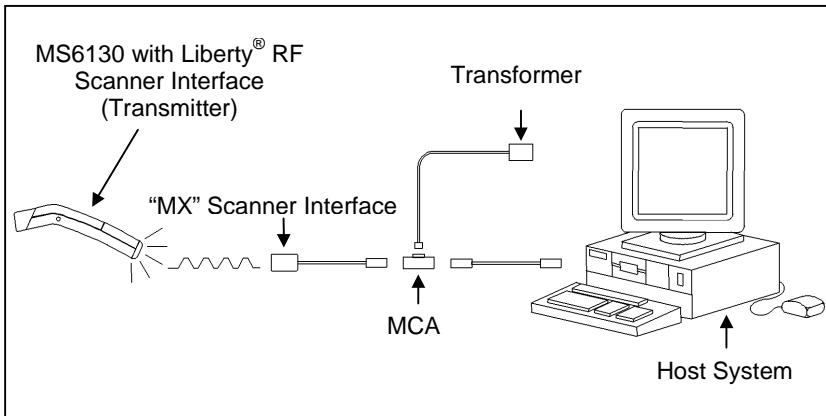 MS6130 with Liberty® RF
Scanner Interface
(Transmitter)
Transformer
“MX” Scanner Interface
MCA
Host System